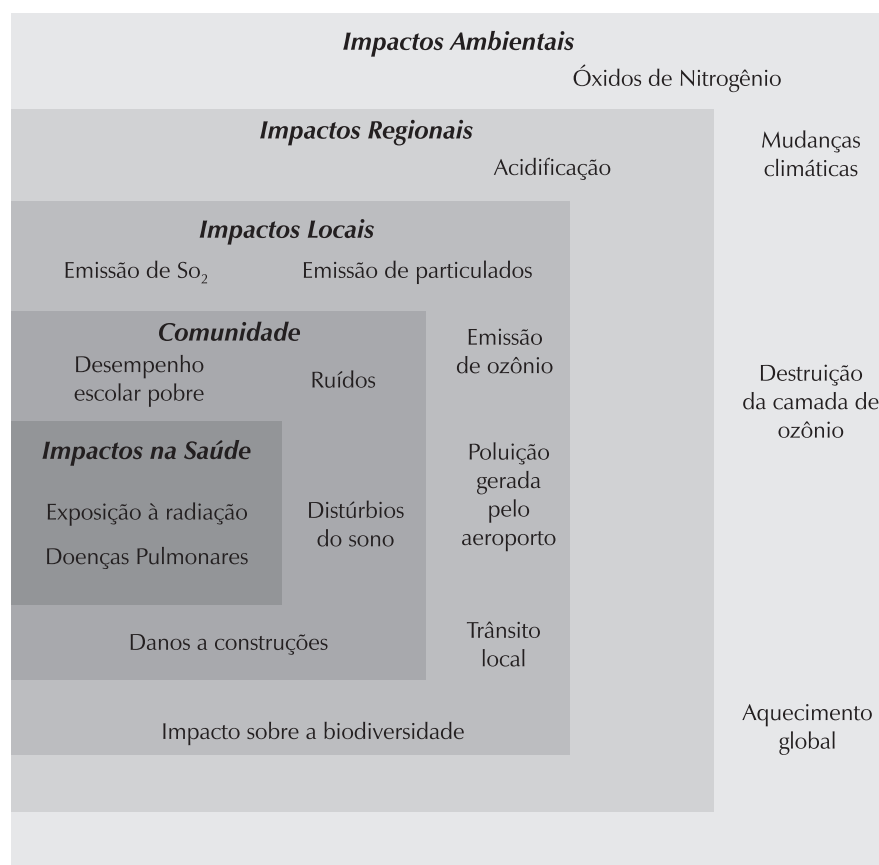 Impactos Ambientais
Óxidos de Nitrogênio
Mudanças
climáticas
Destruição
da camada de
ozônio
Aquecimento
global
Impactos Regionais
Acidificação
Impactos Locais
Emissão de So₂
Emissão de particulados
Emissão
de ozônio
Poluição
gerada
pelo
aeroporto
Trânsito
local
Impacto sobre a biodiversidade
Comunidade
Desempenho
escolar pobre
Ruídos
Distúrbios
do sono
Danos a construções
Impactos na Saúde
Exposição à radiação
Doenças Pulmonares